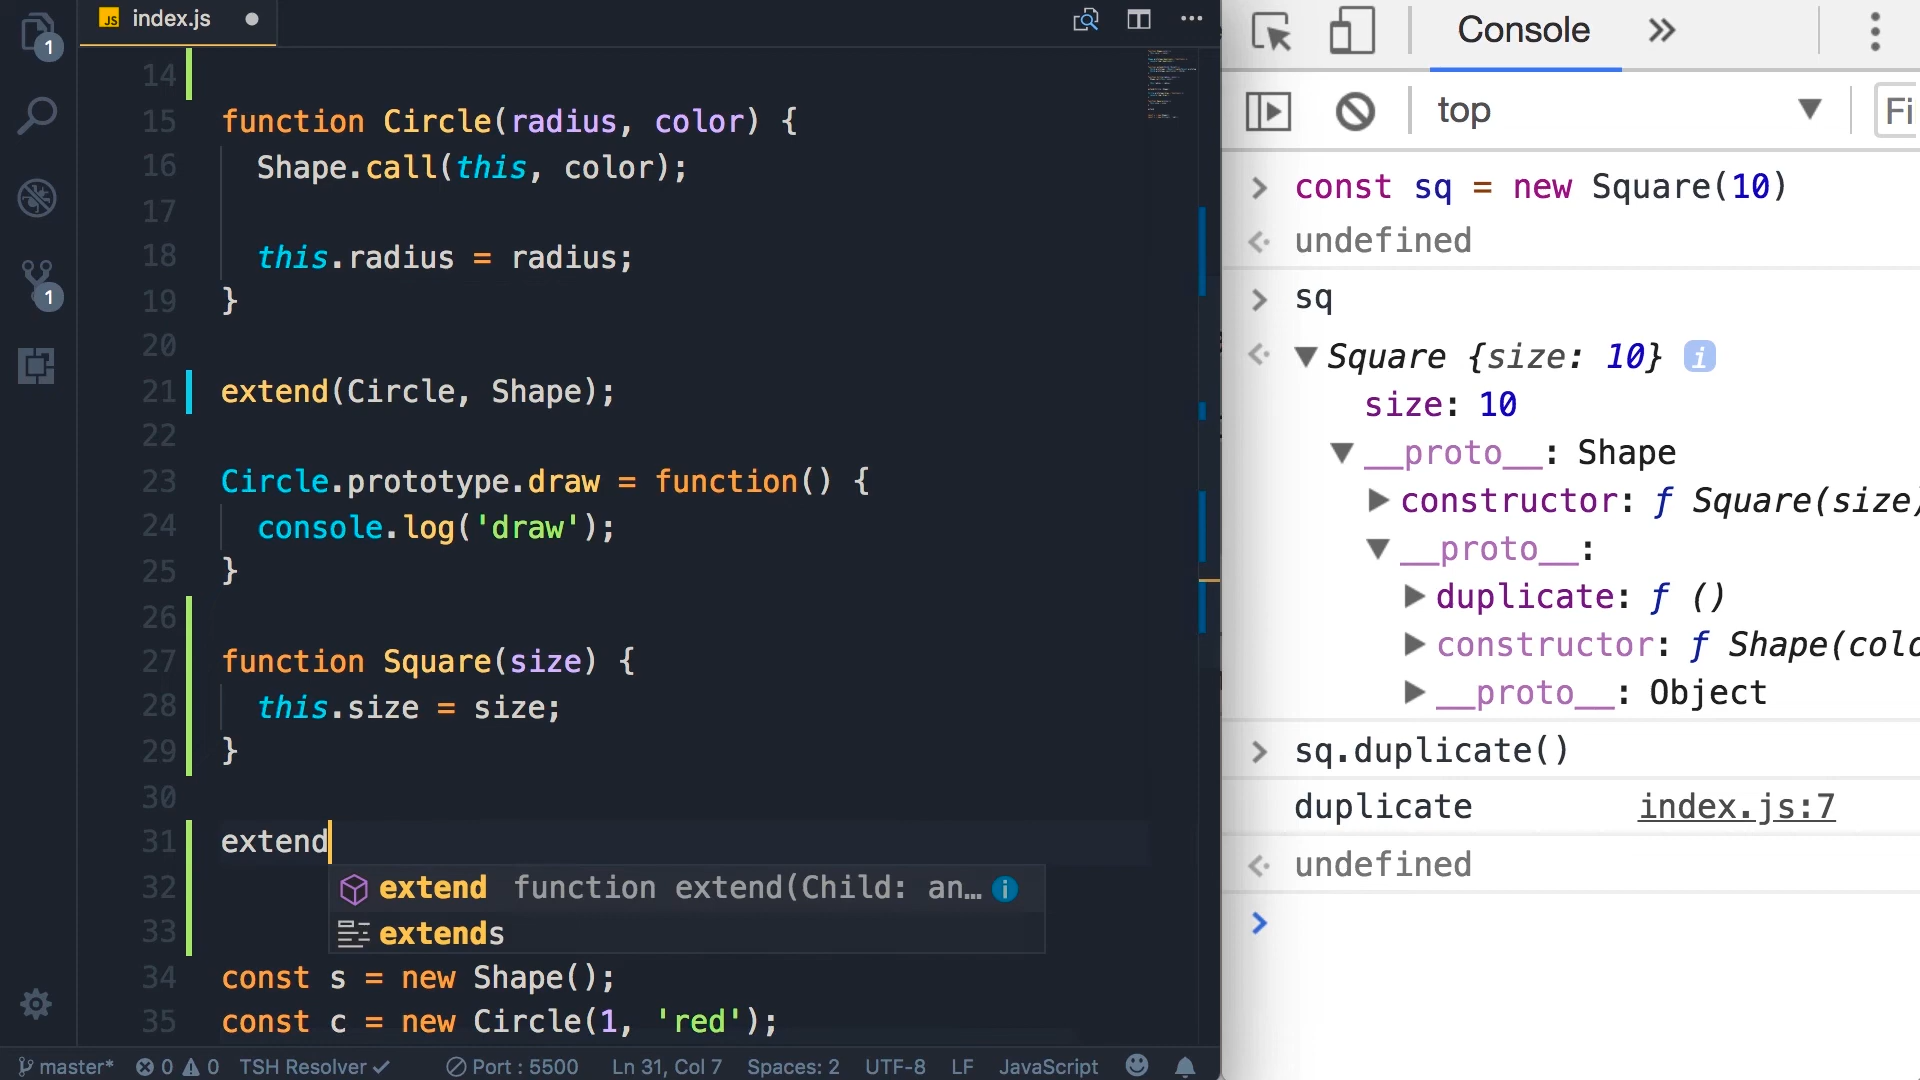 JS index.js
1
1
14
15 function Circle(radius, color) {
16 Shape.call(this, color);
17
18 this.radius = radius;
19 }
20
21 extend(Circle, Shape);
22
23 Circle.prototype.draw = function() {
24 console.log('draw');
25 }
26
27 function Square(size) {
28 this.size = size;
29 }
30
31 extend
32 extend function extend(Child: an…
33 extends
34 const s = new Shape();
35 const c = new Circle(1, 'red');
master* 0 0 TSH Resolver Port : 5500 Ln 31, Col 7 Spaces: 2 UTF-8 LF JavaScript
Console
top Fi
const sq = new Square(10)
undefined
sq
Square {size: 10} i
size: 10
__proto__: Shape
constructor: ƒ Square(size)
__proto__:
duplicate: ƒ ()
constructor: ƒ Shape(colo
__proto__: Object
sq.duplicate()
duplicate index.js:7
undefined